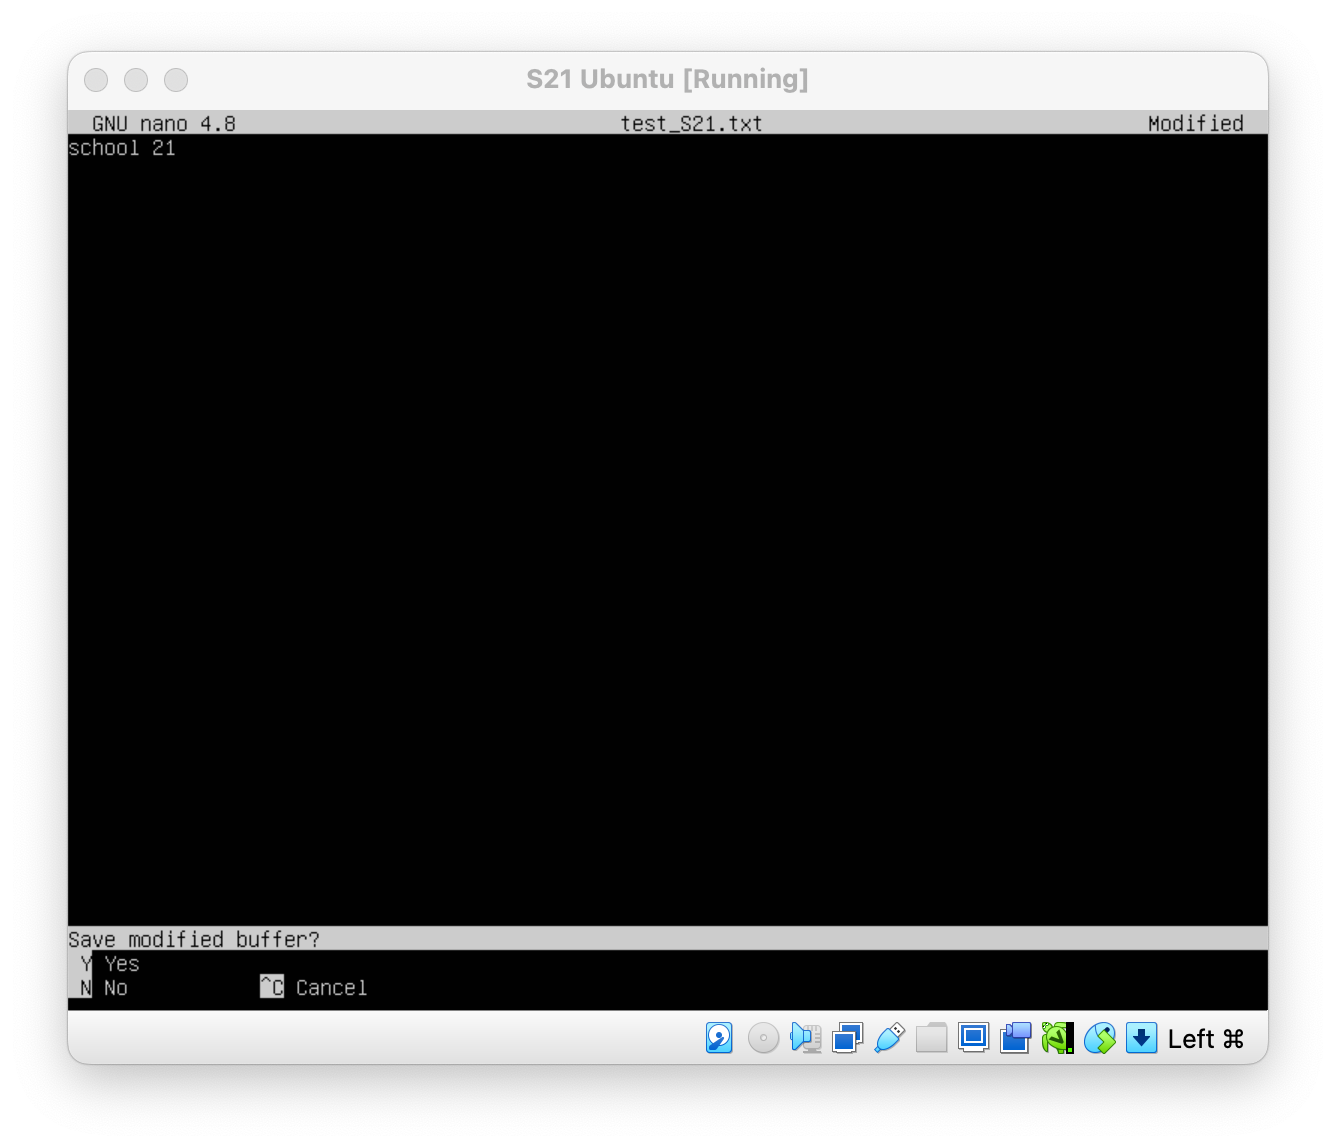 S21 Ubuntu [Running]
GNU nano 4.8 test_S21.txt Modified
school 21
Save modified buffer?
Y Yes
N No ^C Cancel
Left ⌘